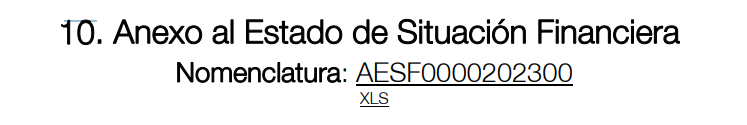 10. Anexo al Estado de Situación Financiera
Nomenclatura: AESF0000202300
XLS